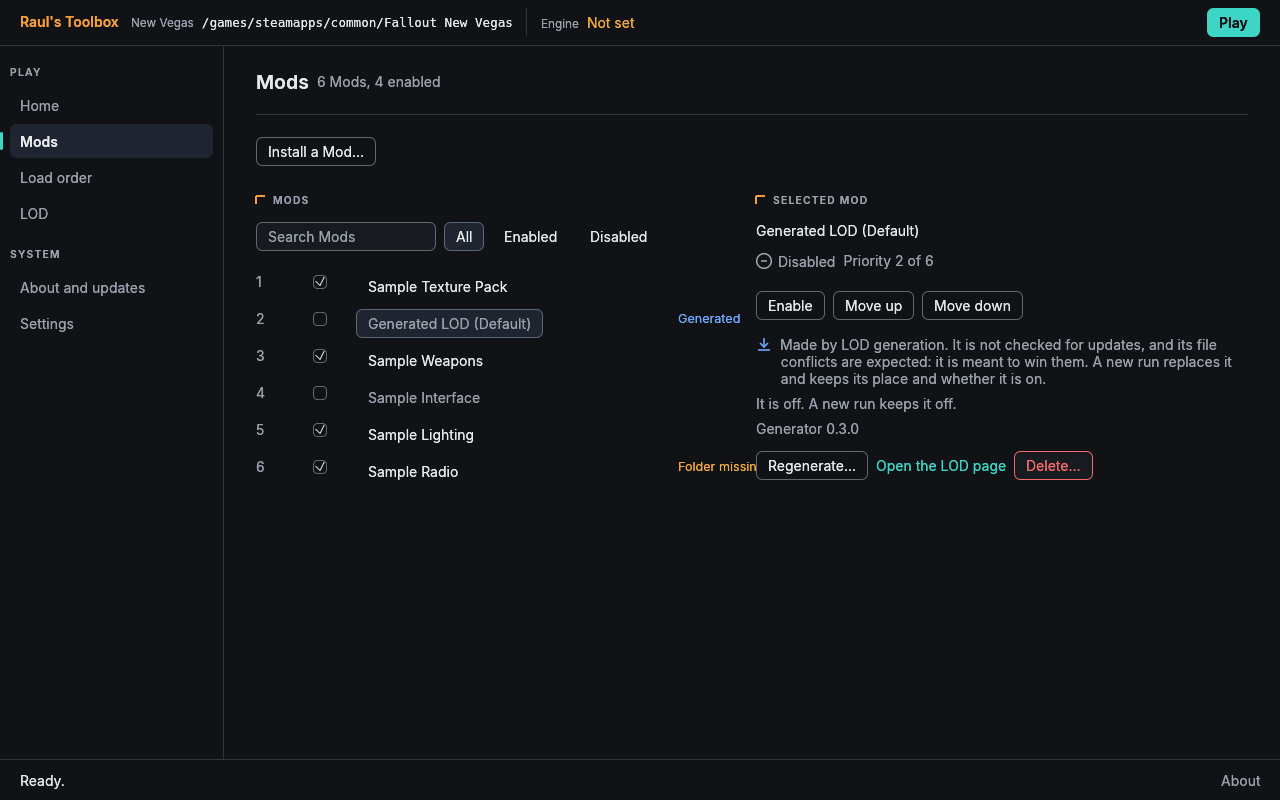 Raul's Toolbox New Vegas /games/steamapps/common/Fallout New Vegas Engine Not set Play
PLAY
Home
Mods
Load order
LOD
SYSTEM
About and updates
Settings
Mods 6 Mods, 4 enabled
Install a Mod...
MODS
Search Mods All Enabled Disabled
1 Sample Texture Pack
2 Generated LOD (Default) Generated
3 Sample Weapons
4 Sample Interface
5 Sample Lighting
6 Sample Radio Folder missin
SELECTED MOD
Generated LOD (Default)
Disabled Priority 2 of 6
Enable Move up Move down
Made by LOD generation. It is not checked for updates, and its file
conflicts are expected: it is meant to win them. A new run replaces it
and keeps its place and whether it is on.
It is off. A new run keeps it off.
Generator 0.3.0
Regenerate... Open the LOD page Delete...
Ready. About